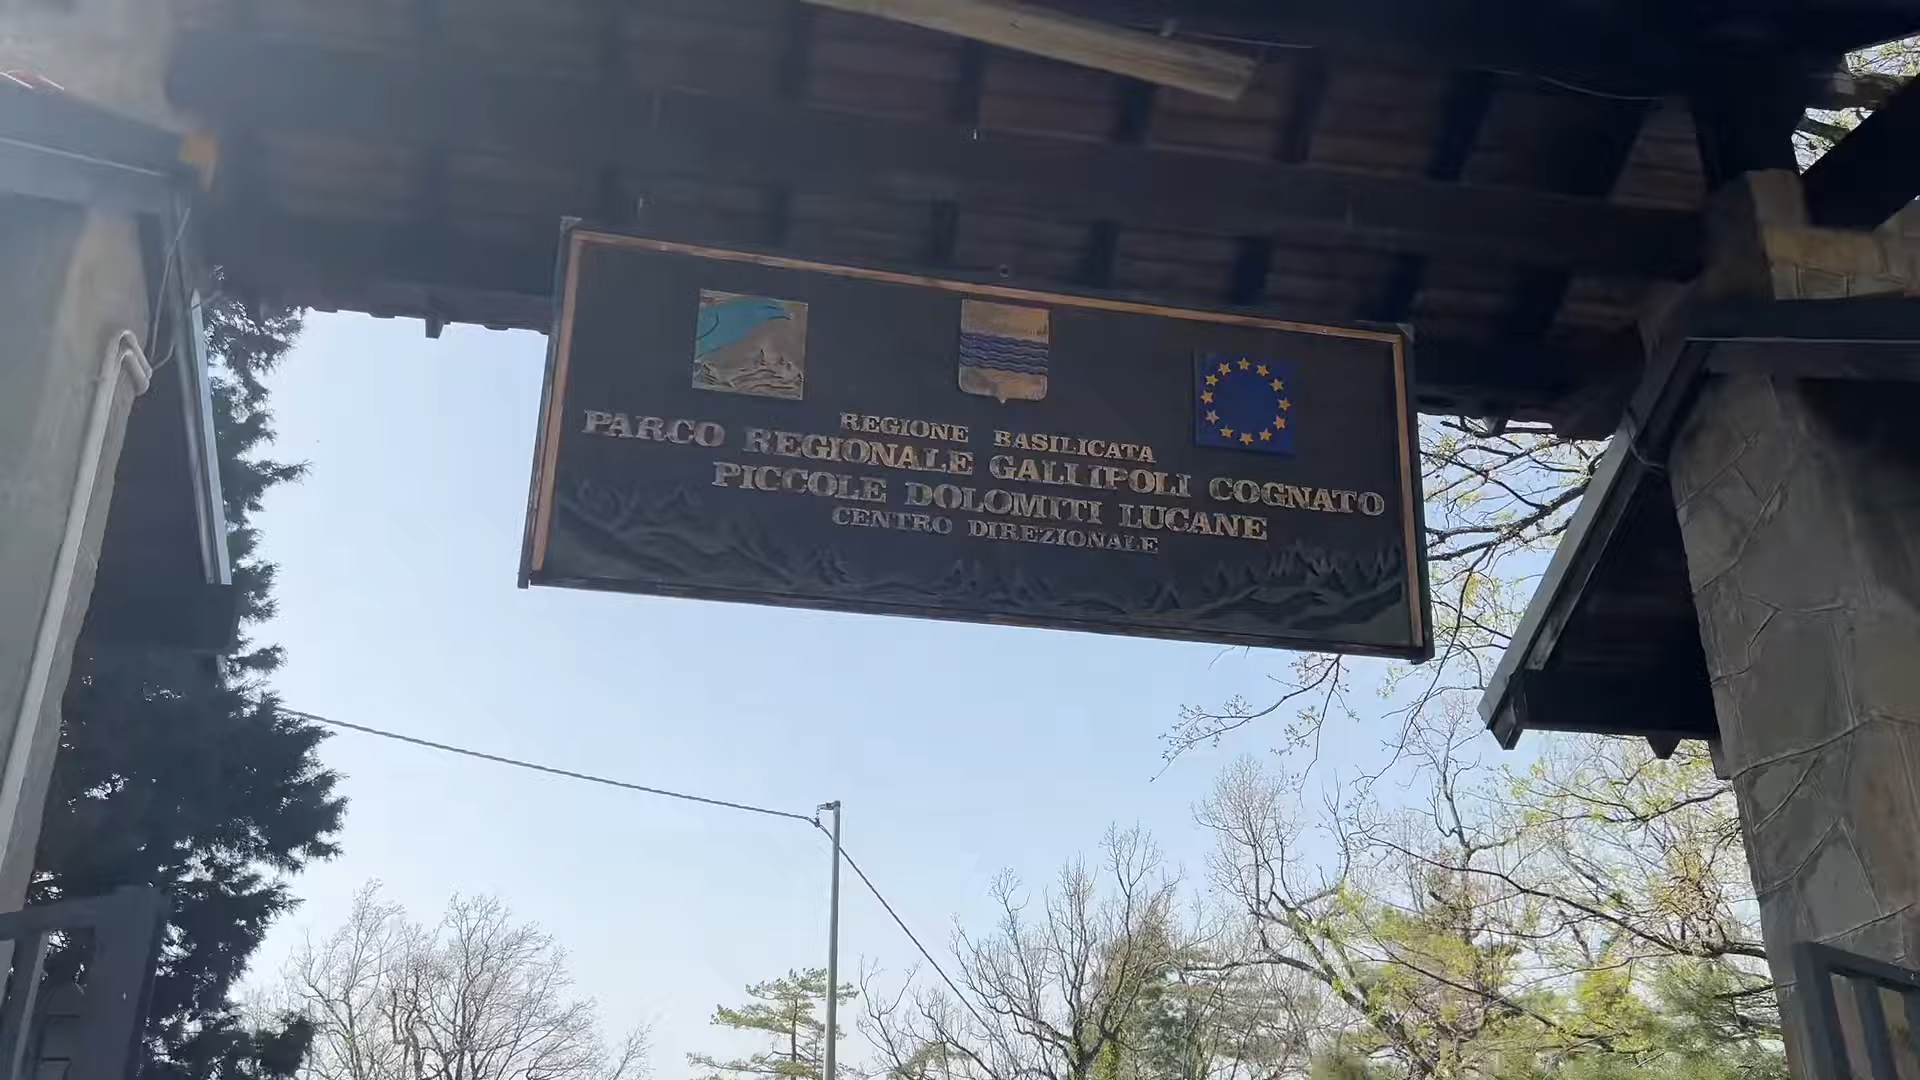 REGIONE BASILICATA
PARCO REGIONALE GALLIPOLI COGNATO
PICCOLE DOLOMITI LUCANE
CENTRO DIREZIONALE